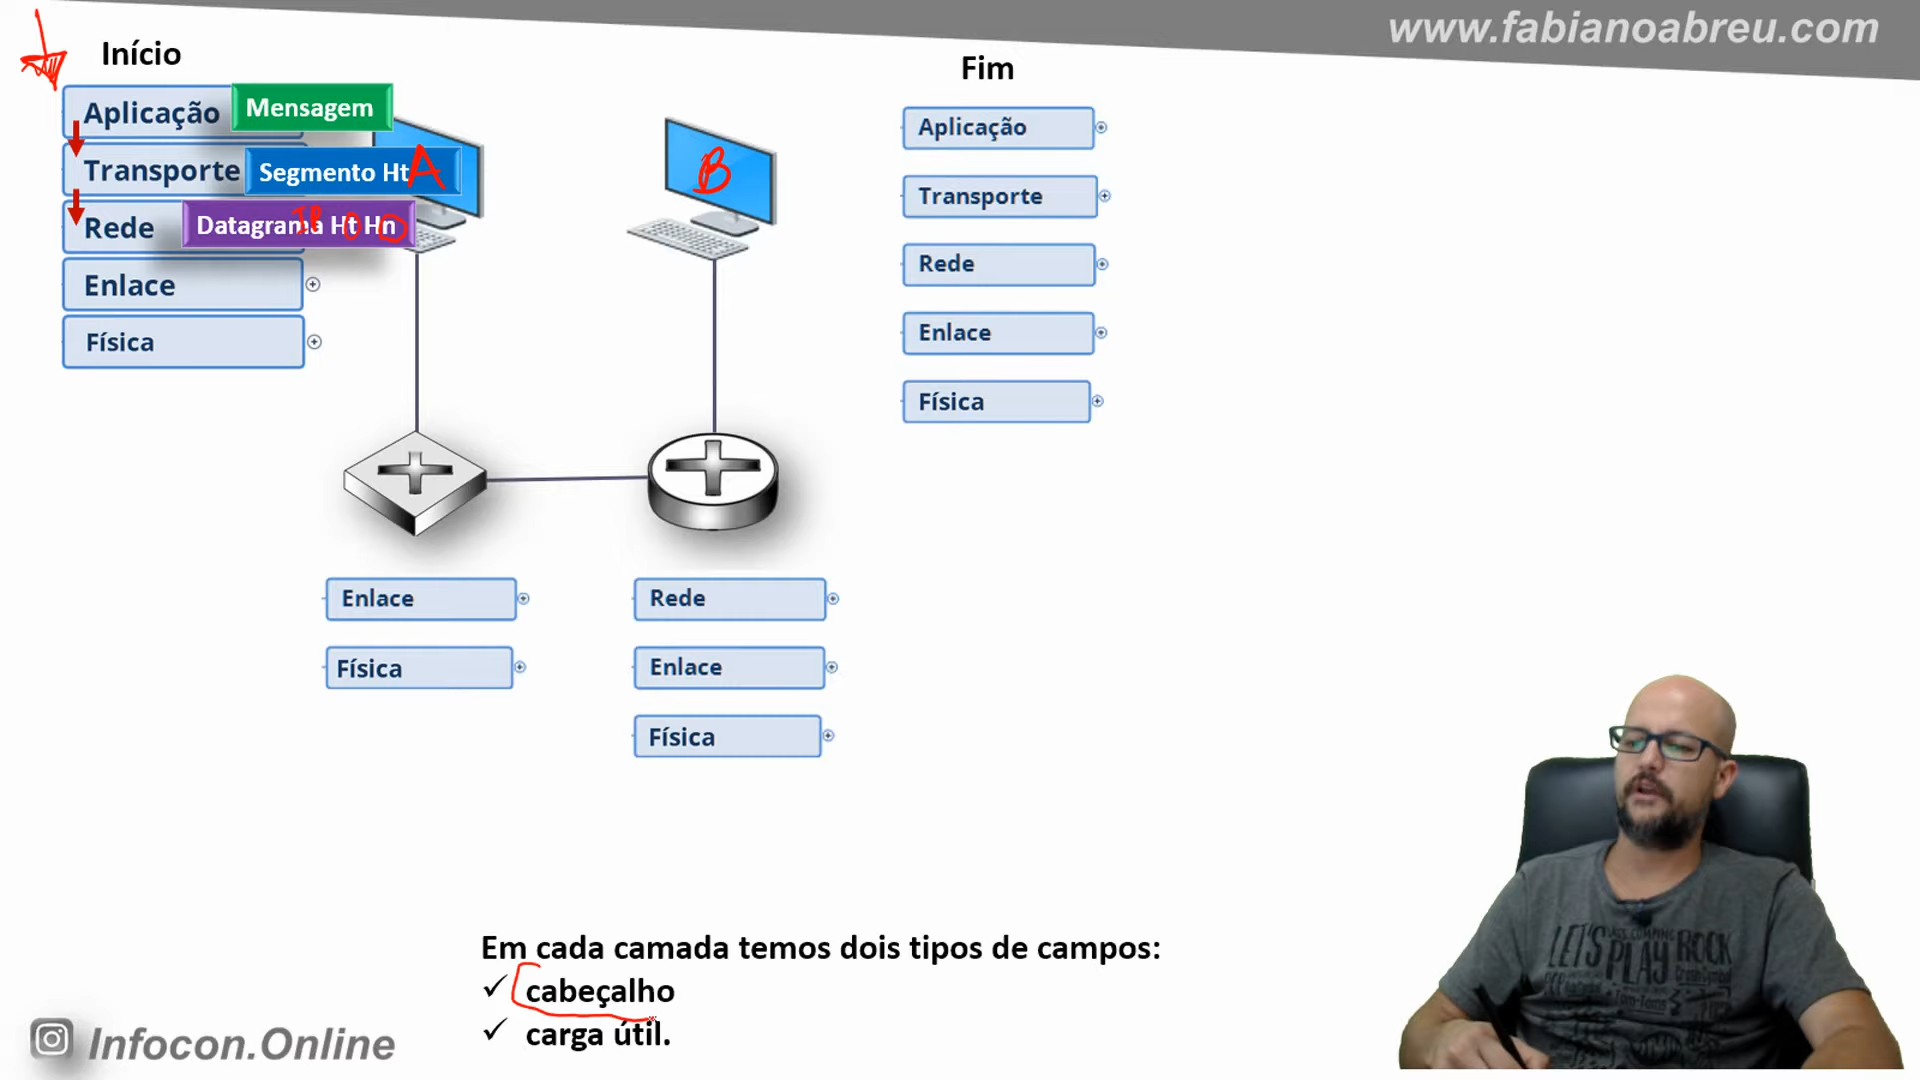 www.fabianoabreu.com
Início
Fim
Aplicação
Mensagem
Transporte
Segmento Ht
A
Rede
Datagrama Ht Hn
IP O D
Enlace
Física
B
Aplicação
Transporte
Rede
Enlace
Física
Enlace
Física
Rede
Enlace
Física
Em cada camada temos dois tipos de campos:
✓ cabeçalho
✓ carga útil.
Infocon.Online
LET'S
PLAY ROCK